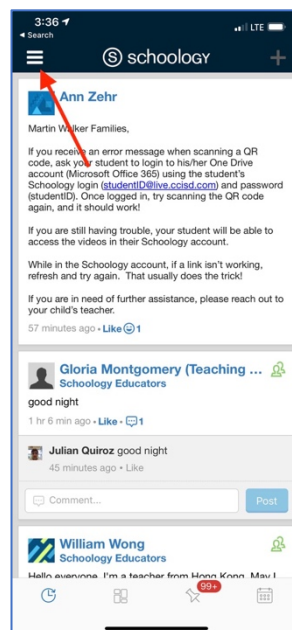 3:36
LTE
Search
S schoology
Ann Zehr
Martin Walker Families,
If you receive an error message when scanning a QR
code, ask your student to login to his/her One Drive
account (Microsoft Office 365) using the student's
Schoology login (studentID@live.ccisd.com) and password
(studentID). Once logged in, try scanning the QR code
again, and it should work!
If you are still having trouble, your student will be able to
access the videos in their Schoology account.
While in the Schoology account, if a link isn't working,
refresh and try again. That usually does the trick!
If you are in need of further assistance, please reach out to
your child's teacher.
57 minutes ago • Like 1
Gloria Montgomery (Teaching ...
Schoology Educators
good night
1 hr 6 min ago • Like • 1
Julian Quiroz good night
45 minutes ago • Like
Comment...
Post
William Wong
Schoology Educators
Hello everyone. I'm a teacher from Hong Kong. May I
99+